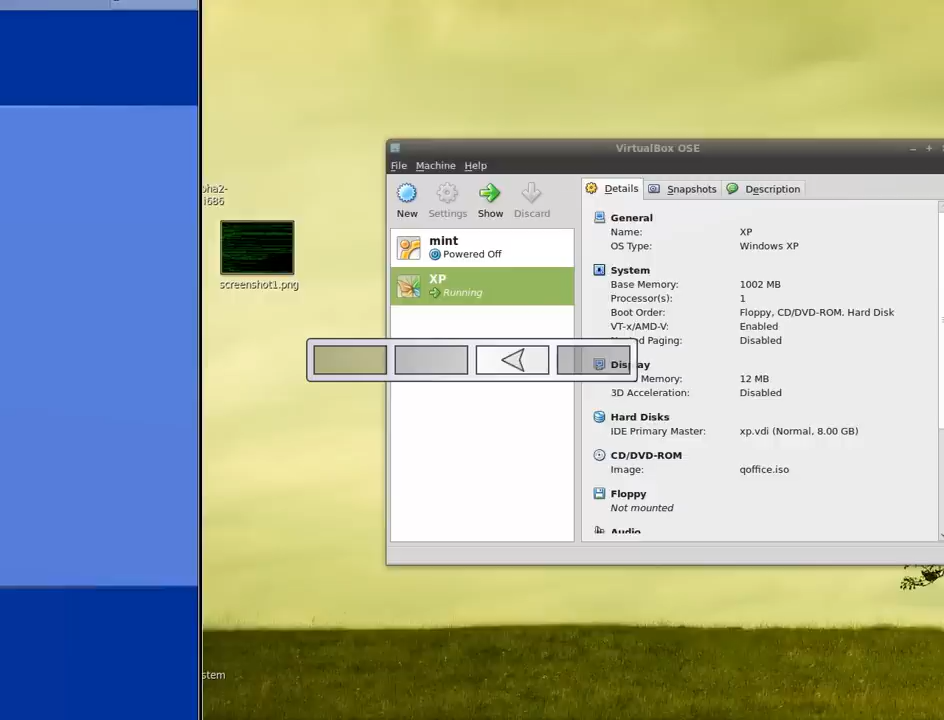 VirtualBox OSE
File Machine Help
New Settings Show Discard
Details Snapshots Description
mint
Powered Off
XP
Running
General
Name: XP
OS Type: Windows XP
System
Base Memory: 1002 MB
Processor(s): 1
Boot Order: Floppy, CD/DVD-ROM, Hard Disk
VT-x/AMD-V: Enabled
Paging: Disabled
Display
Memory: 12 MB
3D Acceleration: Disabled
Hard Disks
IDE Primary Master: xp.vdi (Normal, 8.00 GB)
CD/DVD-ROM
Image: qoffice.iso
Floppy
Not mounted
Audio
pha2-
i686
screenshot1.png
stem